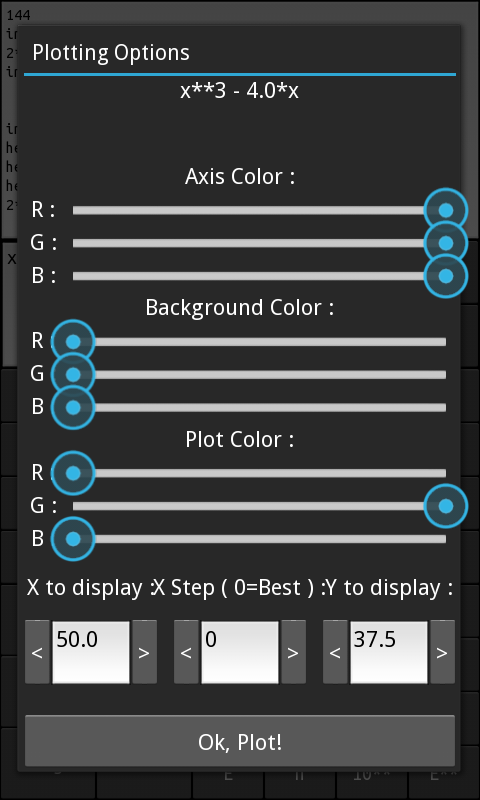 144
in
2*
in
Plotting Options
x**3 - 4.0*x
in
he
he
he
2*
Axis Color :
R :
G :
B :
x
Background Color :
R
G
B
Plot Color :
R :
G :
B
X to display : X Step ( 0=Best ) : Y to display :
< 50.0 > < 0 > < 37.5 >
Ok, Plot!
E 10** E**